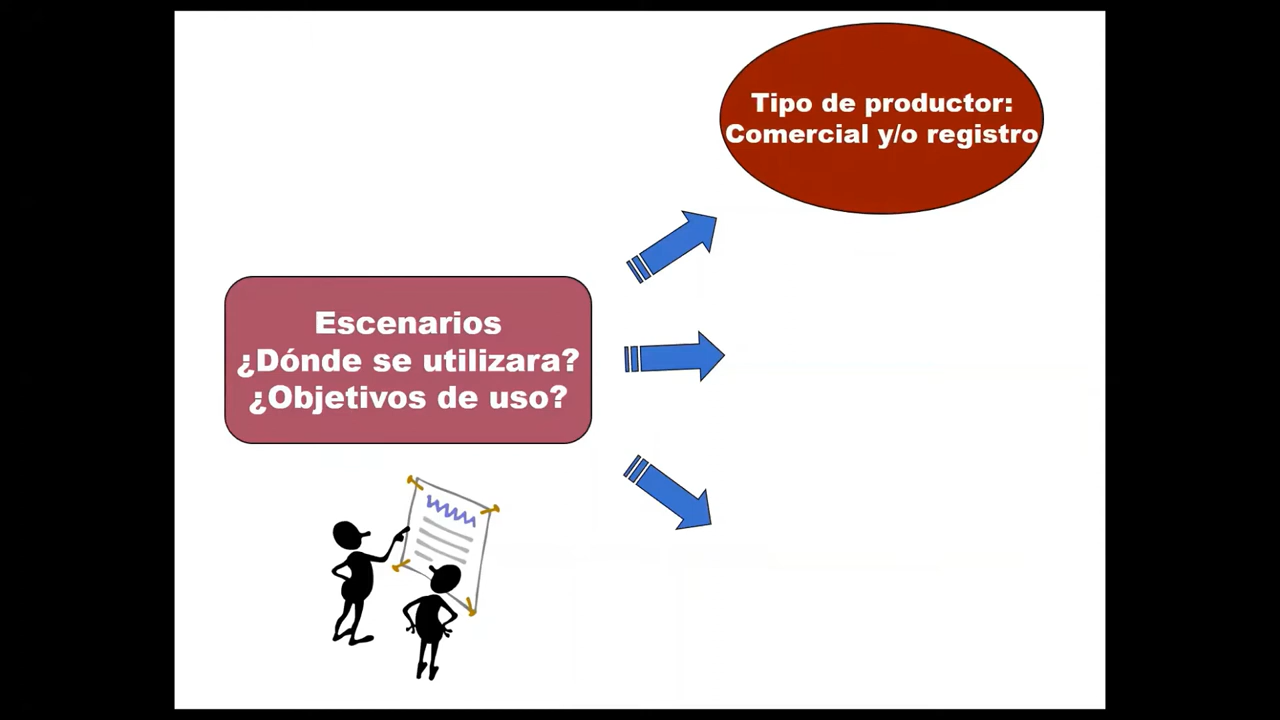 Tipo de productor:
Comercial y/o registro
Escenarios
¿Dónde se utilizara?
¿Objetivos de uso?